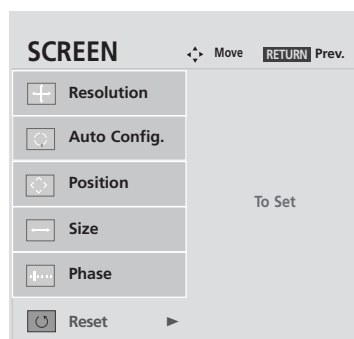 SCREEN Move RETURN Prev.
Resolution
Auto Config.
Position
To Set
Size
Phase
Reset